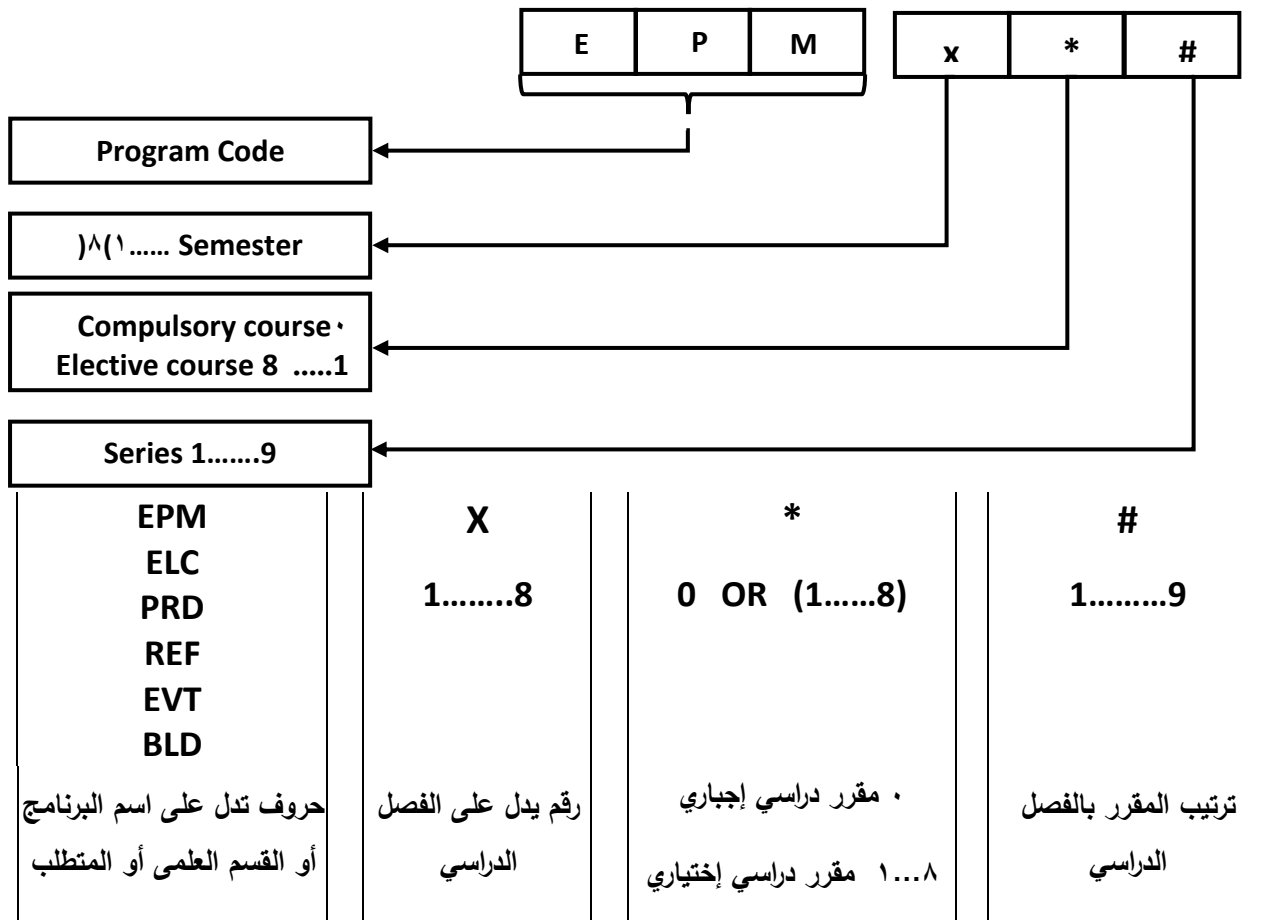 E P M x * #
Program Code
)٨(١...... Semester
Compulsory course٠
Elective course 8 .....1
Series 1.......9
EPM
ELC
PRD
REF
EVT
BLD
حروف تدل على اسم البرنامج
أو القسم العلمى أو المتطلب
X
1........8
رقم يدل على الفصل
الدراسي
*
0 OR (1......8)
٠ مقرر دراسي إجباري
١...٨ مقرر دراسي إختياري
#
1.........9
ترتيب المقرر بالفصل
الدراسي